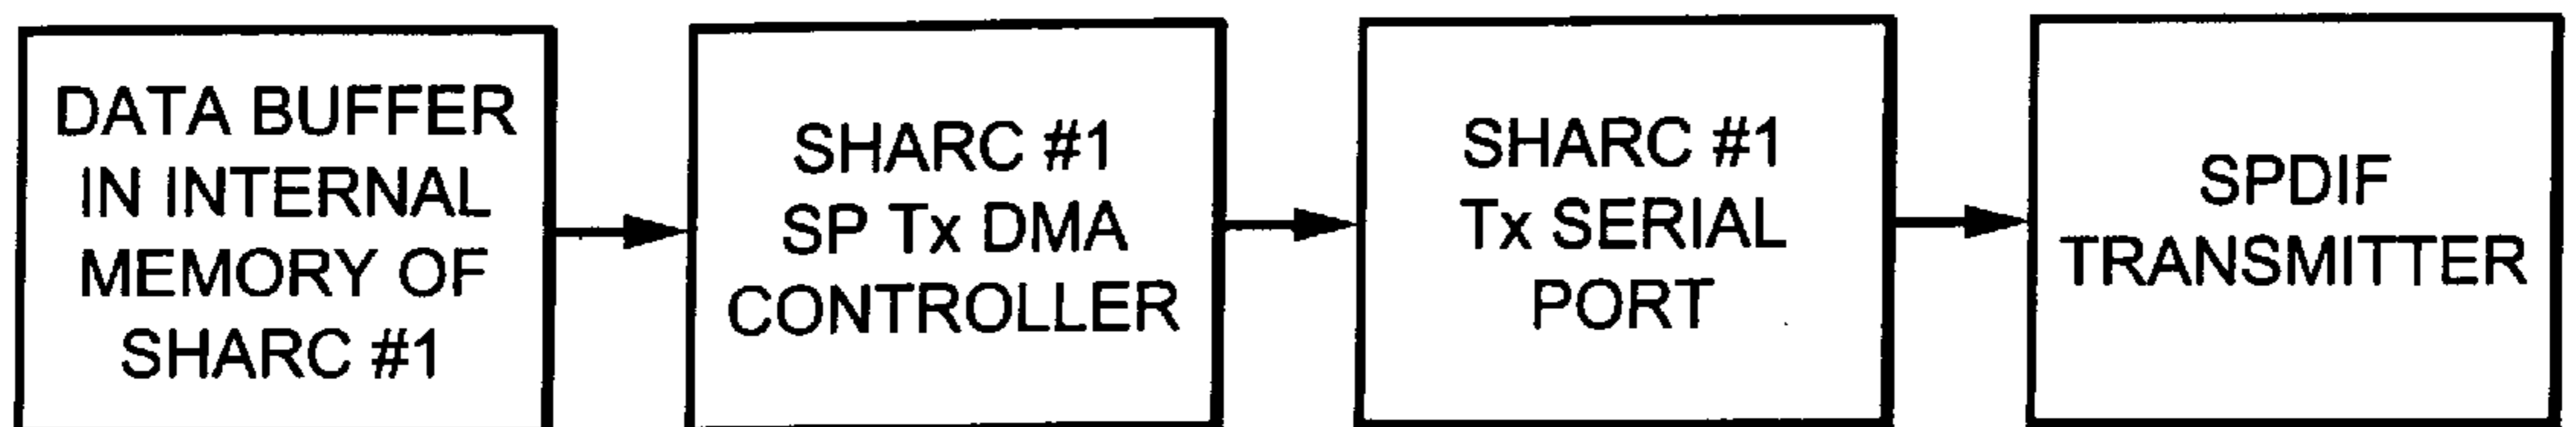 DATA BUFFER
IN INTERNAL
MEMORY OF
SHARC #1
SHARC #1
SP Tx DMA
CONTROLLER
SHARC #1
Tx SERIAL
PORT
SPDIF
TRANSMITTER